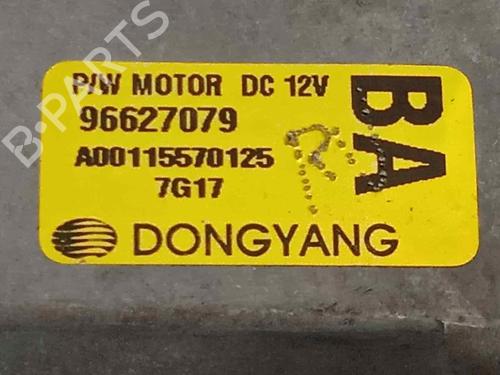 P/W MOTOR DC 12V
96627079
A00115570125
7G17
DONGYANG
BA
B-PARTS